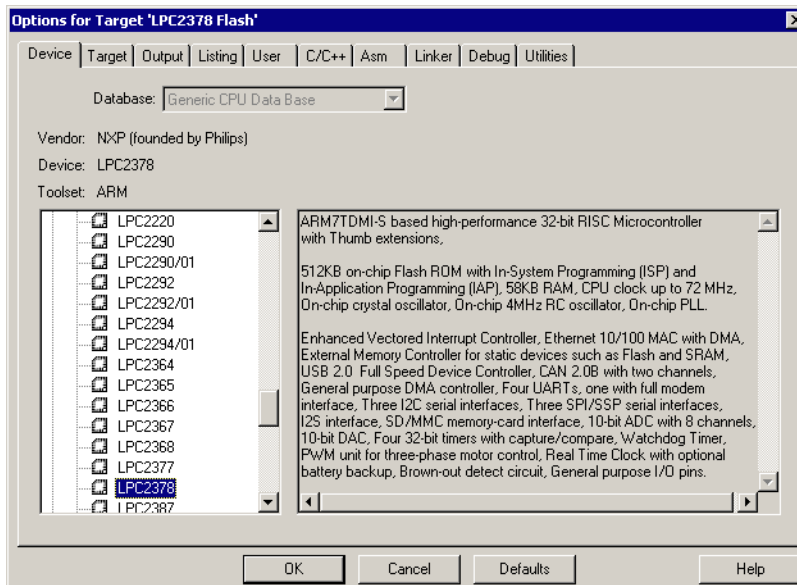 Options for Target 'LPC2378 Flash'
Device Target Output Listing User C/C++ Asm Linker Debug Utilities
Database: Generic CPU Data Base
Vendor: NXP (founded by Philips)
Device: LPC2378
Toolset: ARM
LPC2220
LPC2290
LPC2290/01
LPC2292
LPC2292/01
LPC2294
LPC2294/01
LPC2364
LPC2365
LPC2366
LPC2367
LPC2368
LPC2377
LPC2378
LPC2387
ARM7TDMI-S based high-performance 32-bit RISC Microcontroller
with Thumb extensions,
512KB on-chip Flash ROM with In-System Programming (ISP) and
In-Application Programming (IAP), 58KB RAM, CPU clock up to 72 MHz,
On-chip crystal oscillator, On-chip 4MHz RC oscillator, On-chip PLL.
Enhanced Vectored Interrupt Controller, Ethernet 10/100 MAC with DMA,
External Memory Controller for static devices such as Flash and SRAM,
USB 2.0 Full Speed Device Controller, CAN 2.0B with two channels,
General purpose DMA controller, Four UARTs, one with full modem
interface, Three I2C serial interfaces, Three SPI/SSP serial interfaces,
I2S interface, SD/MMC memory-card interface, 10-bit ADC with 8 channels,
10-bit DAC, Four 32-bit timers with capture/compare, Watchdog Timer,
PWM unit for three-phase motor control, Real Time Clock with optional
battery backup, Brown-out detect circuit, General purpose I/O pins.
OK Cancel Defaults Help